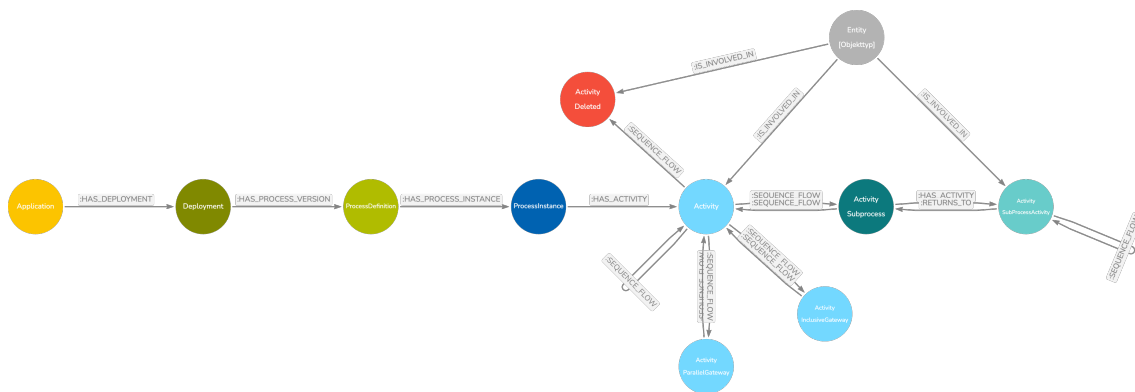 Entity
[Objekttyp]
:IS_INVOLVED_IN
Activity
Deleted
:IS_INVOLVED_IN
:IS_INVOLVED_IN
:SEQUENCE_FLOW
Application
:HAS_DEPLOYMENT
Deployment
:HAS_PROCESS_VERSION
ProcessDefinition
:HAS_PROCESS_INSTANCE
ProcessInstance
:HAS_ACTIVITY
Activity
:SEQUENCE_FLOW
:SEQUENCE_FLOW
Activity
Subprocess
:HAS_ACTIVITY
:RETURNS_TO
Activity
SubProcessActivity
:SEQUENCE_FLOW
:SEQUENCE_FLOW
:SEQUENCE_FLOW
:SEQUENCE_FLOW
:SEQUENCE_FLOW
:SEQUENCE_FLOW
Activity
InclusiveGateway
Activity
ParallelGateway